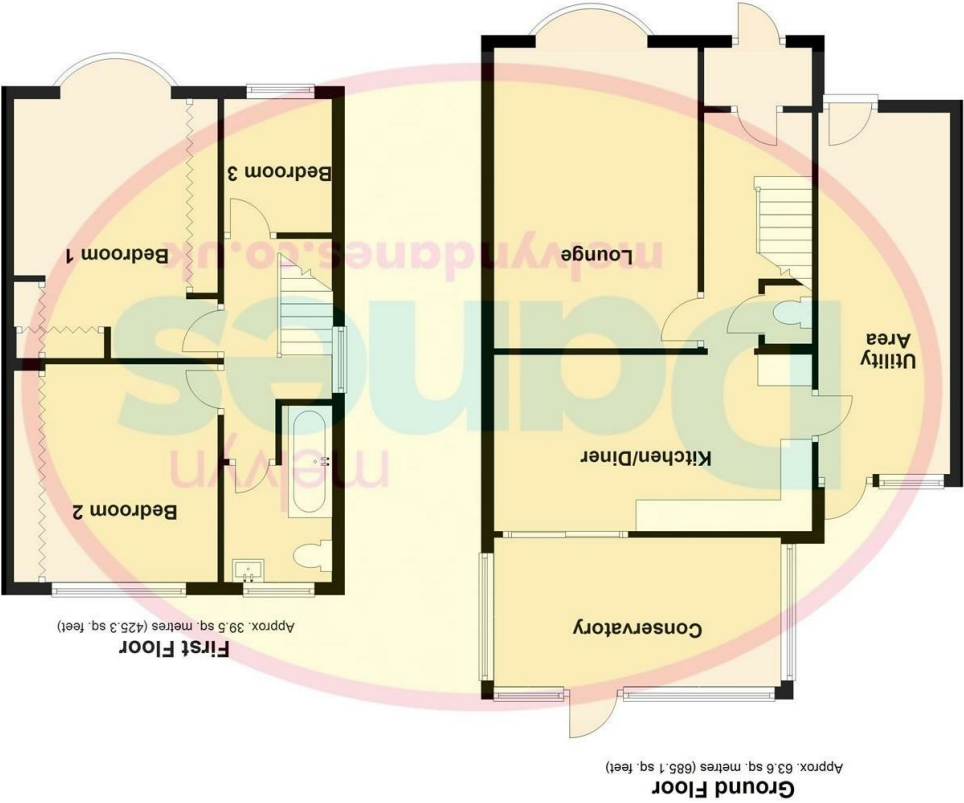 Ground Floor
Approx. 63.6 sq. metres (685.1 sq. feet)
Conservatory
Kitchen/Diner
Utility
Area
Lounge
First Floor
Approx. 39.5 sq. metres (425.3 sq. feet)
Bedroom 2
Bedroom 1
Bedroom 3
melvyn
Danes
melvyndanes.co.uk